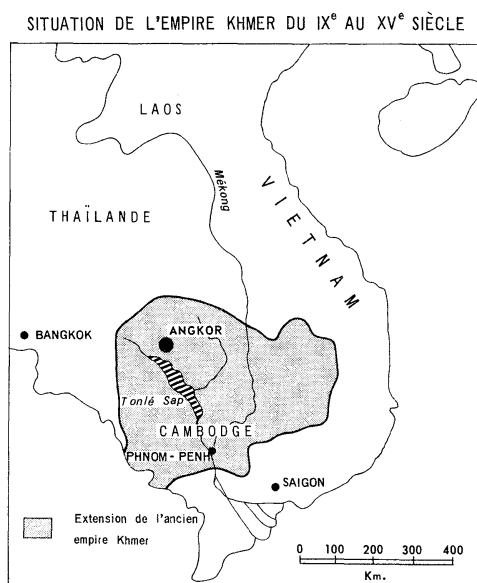 SITUATION DE L'EMPIRE KHMER DU IXe AU XVe SIÈCLE
LAOS
Mékong
THAÏLANDE
VIETNAM
BANGKOK
ANGKOR
Tonlé Sap
CAMBODGE
PHNOM-PENH
SAIGON
Extension de l'ancien
empire Khmer
0 100 200 300 400
Km.